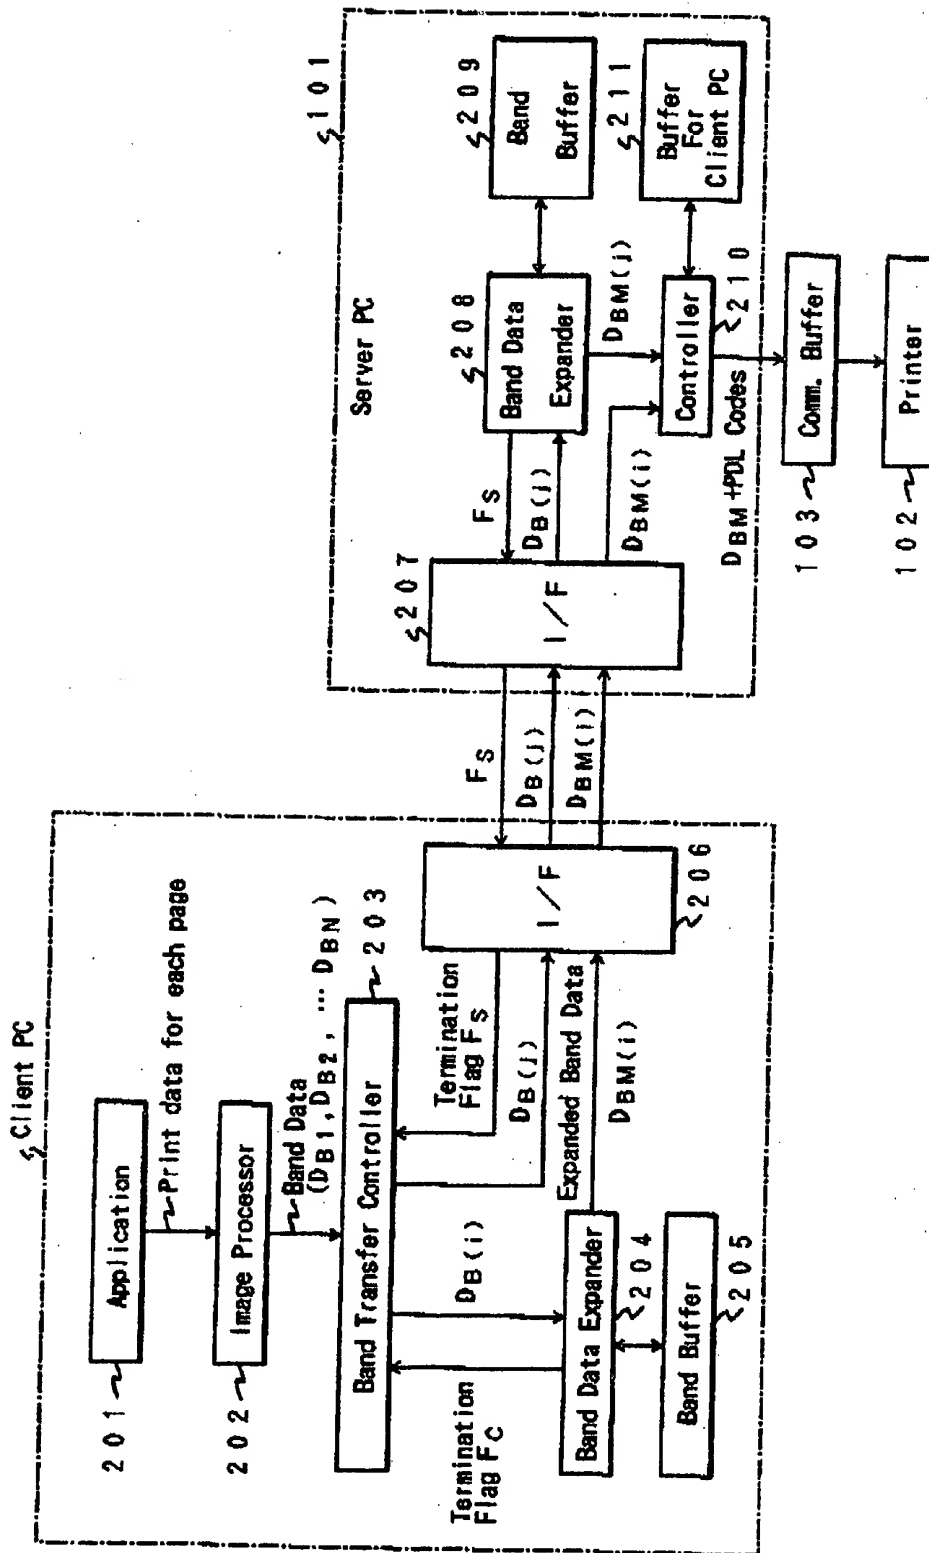 Client PC
201
Application
Print data for each page
202
Image Processor
Band Data
(DB1, DB2, ... DBN)
Band Transfer Controller
203
Termination
Flag FC
DB(i)
Termination
Flag FS
DB(j)
Band Data Expander
204
Expanded Band Data
DBM(i)
Band Buffer
205
I/F
206
FS
DB(j)
DBM(i)
Server PC
101
I/F
207
FS
DB(j)
DBM(i)
208
Band Data
Expander
209
Band
Buffer
DBM(j)
Controller
210
211
Buffer
For
Client PC
DBM+PDL Codes
103
Comm. Buffer
102
Printer